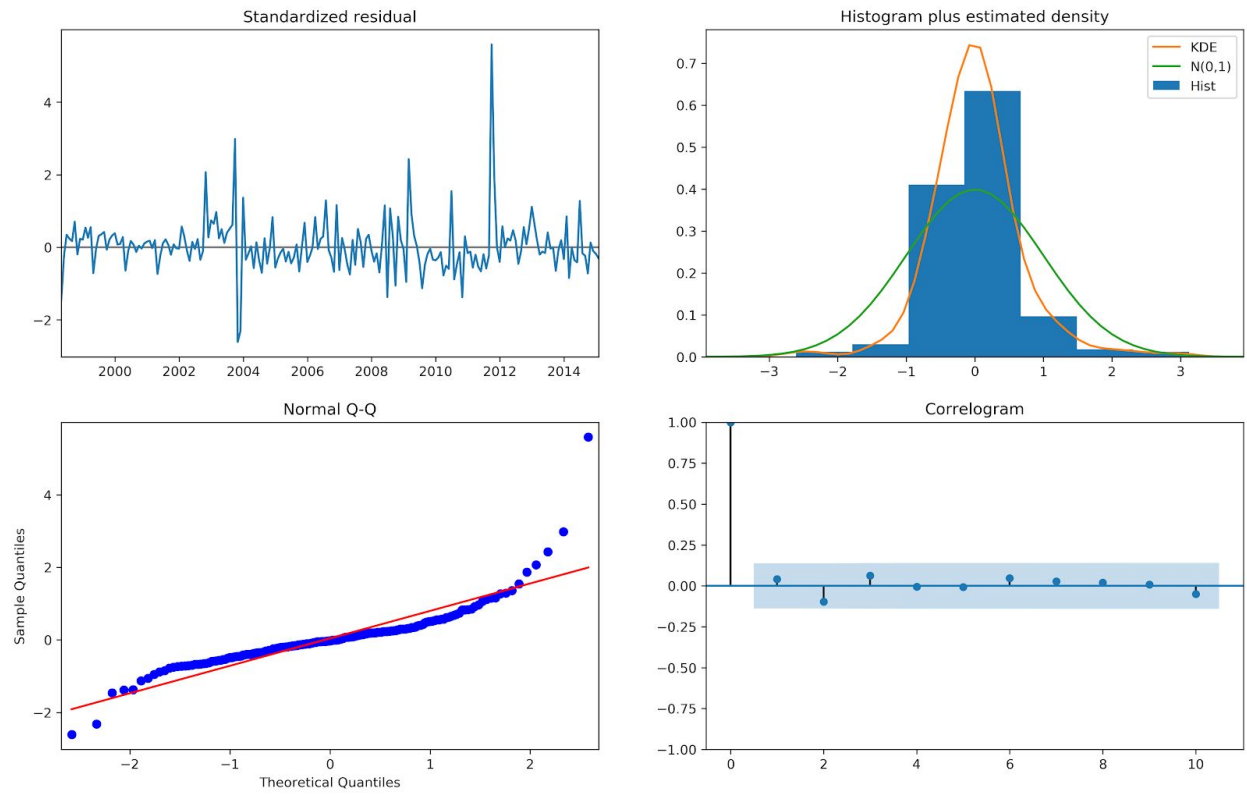 Standardized residual
4
2
0
−2
2000 2002 2004 2006 2008 2010 2012 2014
Histogram plus estimated density
KDE
N(0,1)
Hist
0.7
0.6
0.5
0.4
0.3
0.2
0.1
0.0
−3 −2 −1 0 1 2 3
Normal Q-Q
Sample Quantiles
4
2
0
−2
−2 −1 0 1 2
Theoretical Quantiles
Correlogram
1.00
0.75
0.50
0.25
0.00
−0.25
−0.50
−0.75
−1.00
0 2 4 6 8 10